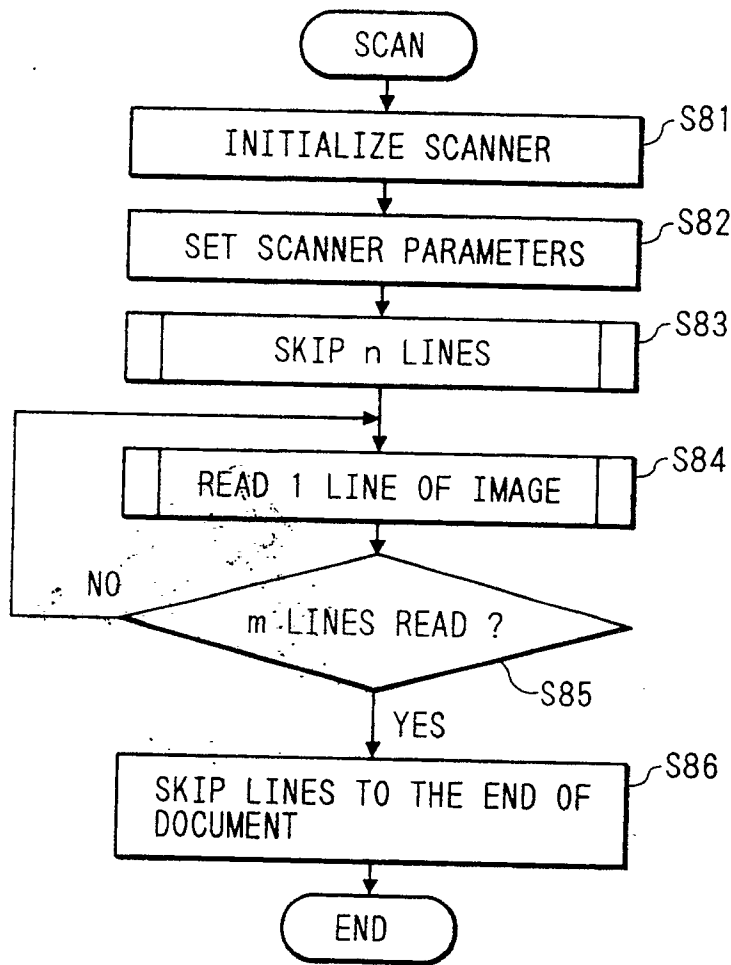 SCAN
S81
INITIALIZE SCANNER
S82
SET SCANNER PARAMETERS
S83
SKIP n LINES
S84
READ 1 LINE OF IMAGE
NO
m LINES READ ?
S85
YES
S86
SKIP LINES TO THE END OF
DOCUMENT
END